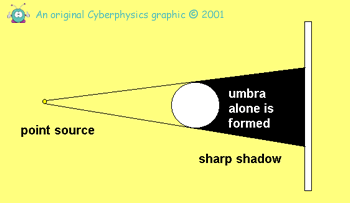 An original Cyberphysics graphic © 2001
umbra
alone is
formed
point source
sharp shadow